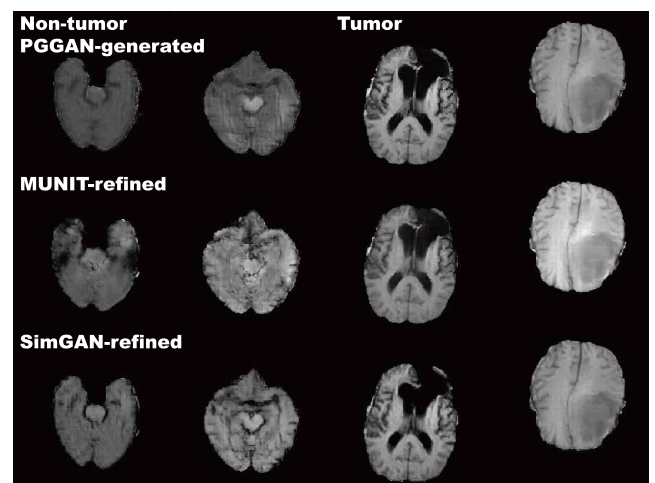 Non-tumor
PGGAN-generated
Tumor
MUNIT-refined
SimGAN-refined